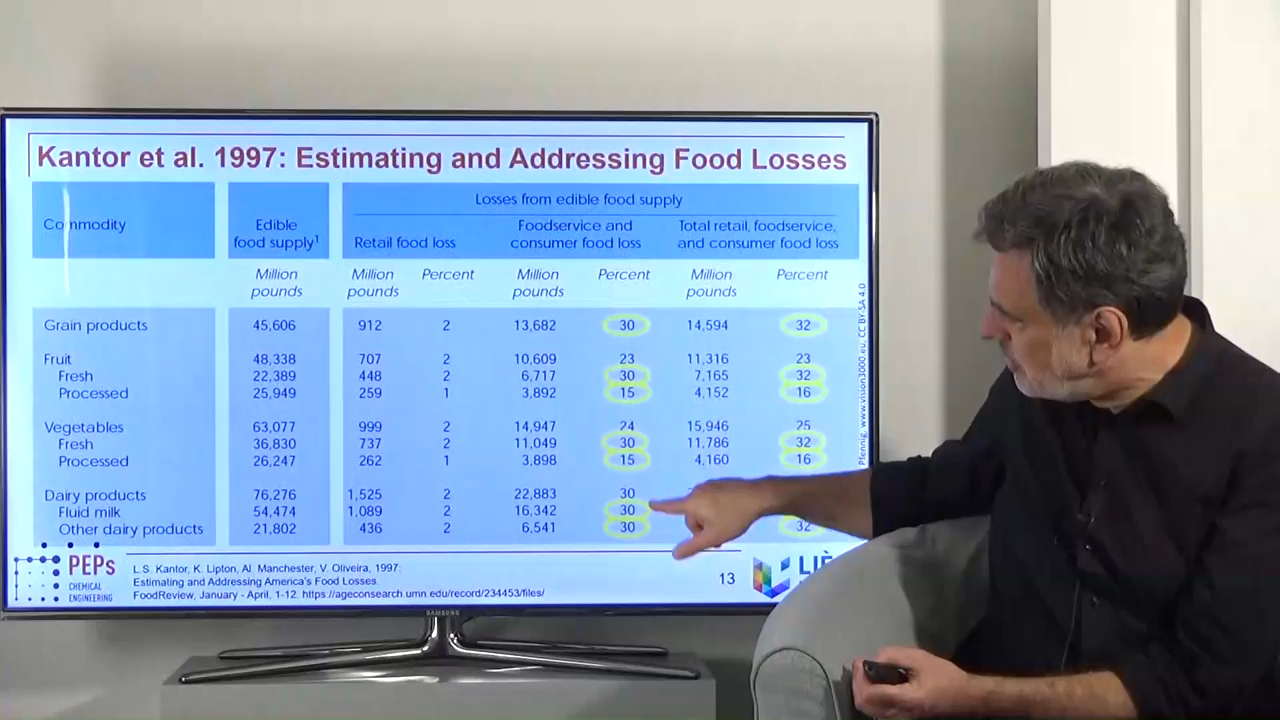 Kantor et al. 1997: Estimating and Addressing Food Losses
Losses from edible food supply
Commodity Edible food supply¹ Retail food loss Foodservice and consumer food loss Total retail, foodservice, and consumer food loss
Million pounds Million pounds Percent Million pounds Percent Million pounds Percent
Grain products 45,606 912 2 13,682 30 14,594 32
Fruit 48,338 707 2 10,609 23 11,316 23
Fresh 22,389 448 2 6,717 30 7,165 32
Processed 25,949 259 1 3,892 15 4,152 16
Vegetables 63,077 999 2 14,947 24 15,946 25
Fresh 36,830 737 2 11,049 30 11,786 32
Processed 26,247 262 1 3,898 15 4,160 16
Dairy products 76,276 1,525 2 22,883 30
Fluid milk 54,474 1,089 2 16,342 30
Other dairy products 21,802 436 2 6,541 30 32
Pfennig, www.vision3000.eu, CC BY-SA 4.0
PEPs
CHEMICAL
ENGINEERING
L.S. Kantor, K. Lipton, Al. Manchester, V. Oliveira, 1997:
Estimating and Addressing America's Food Losses.
FoodReview, January - April, 1-12. https://ageconsearch.umn.edu/record/234453/files/
13
LIÈ
SAMSUNG